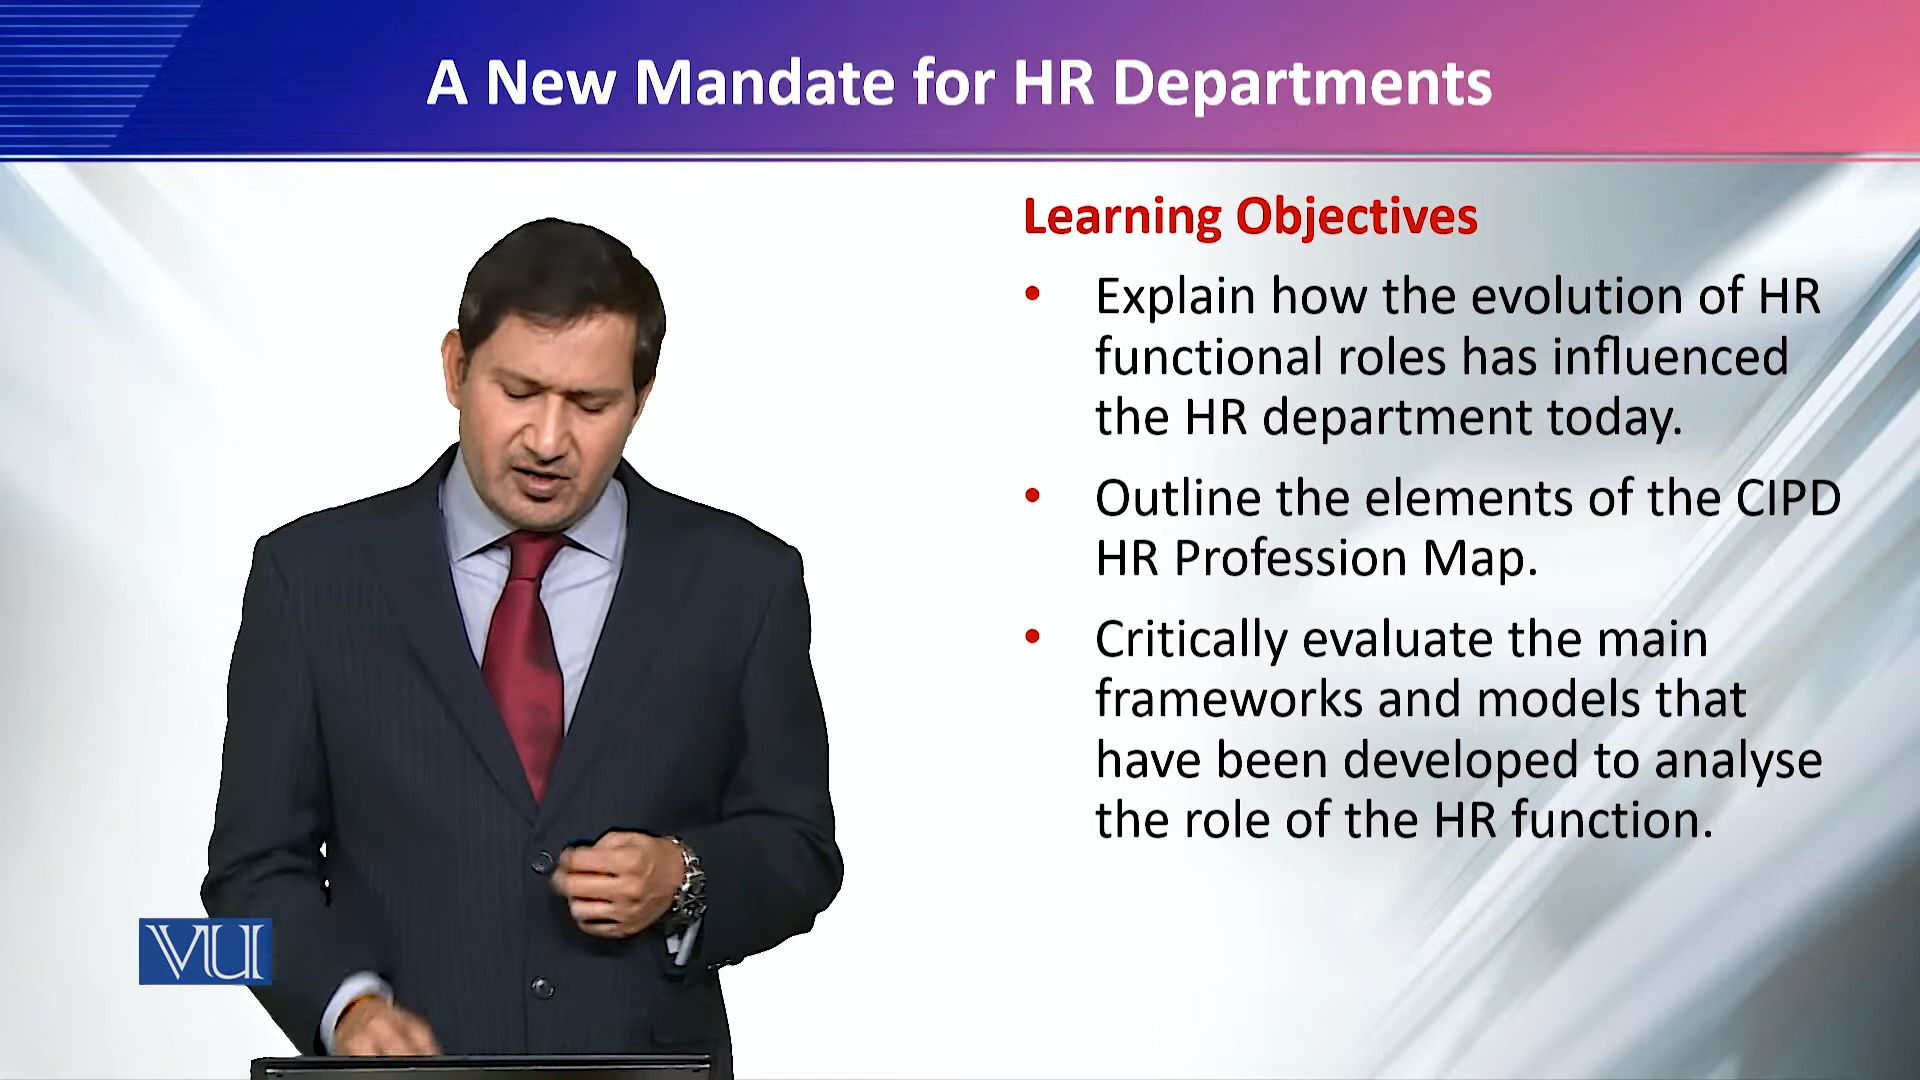 A New Mandate for HR Departments
Learning Objectives
• Explain how the evolution of HR
functional roles has influenced
the HR department today.
• Outline the elements of the CIPD
HR Profession Map.
• Critically evaluate the main
frameworks and models that
have been developed to analyse
the role of the HR function.
VU